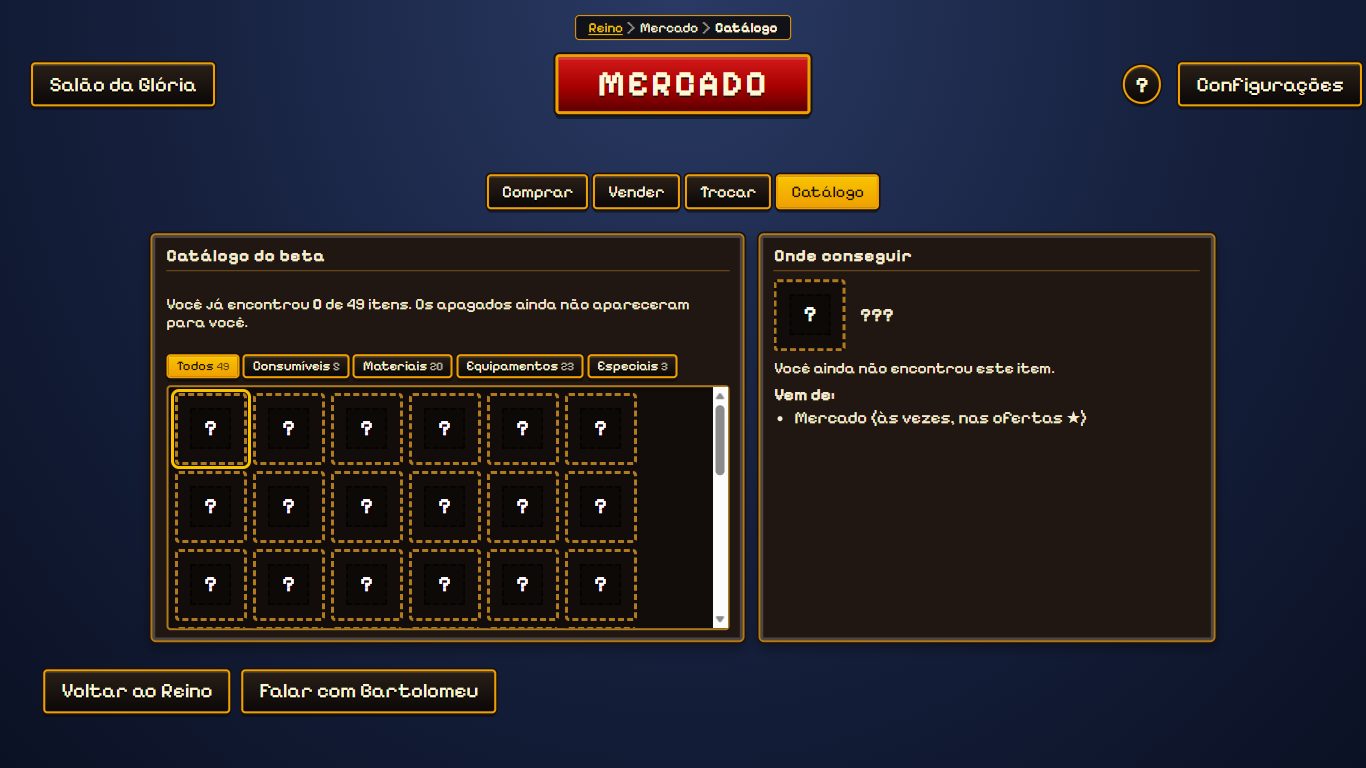 Reino > Mercado > Catálogo
Salão da Glória
MERCADO
?
Configurações
Comprar
Vender
Trocar
Catálogo
Catálogo do beta
Você já encontrou 0 de 49 itens. Os apagados ainda não apareceram
para você.
Todos 49
Consumíveis
Materiais 20
Equipamentos 23
Especiais 3
? ? ? ? ? ?
? ? ? ? ? ?
? ? ? ? ? ?
Onde conseguir
?
???
Você ainda não encontrou este item.
Vem de:
• Mercado (às vezes, nas ofertas ★)
Voltar ao Reino
Falar com Bartolomeu